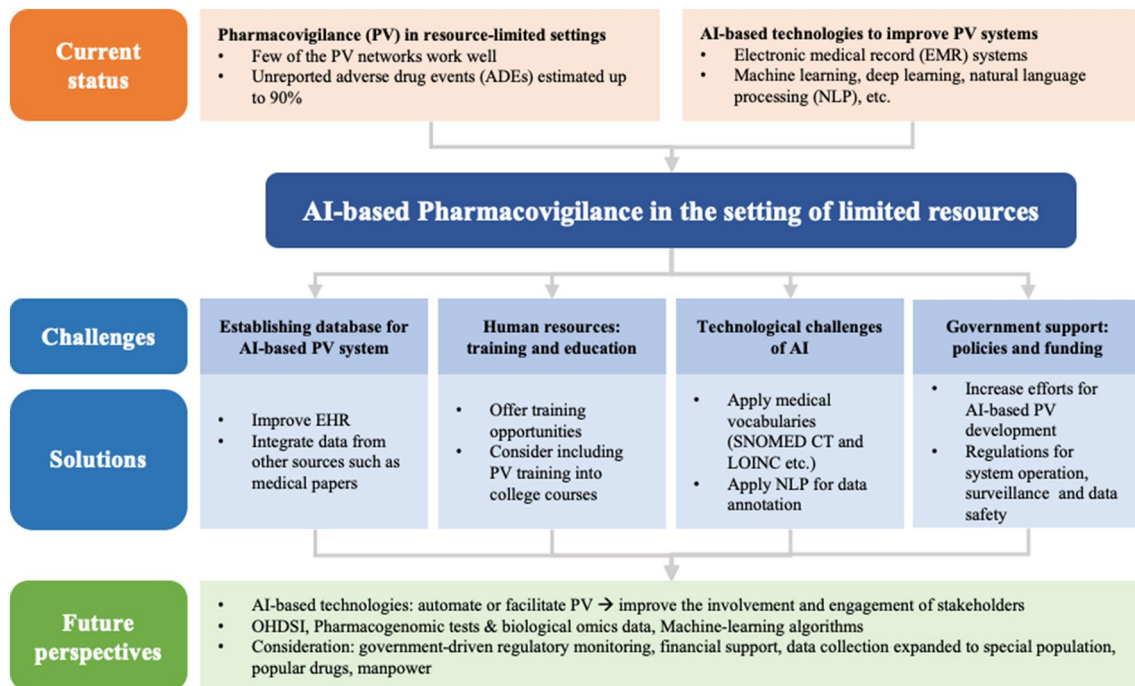 Current
status
Pharmacovigilance (PV) in resource-limited settings
• Few of the PV networks work well
• Unreported adverse drug events (ADEs) estimated up
to 90%
AI-based technologies to improve PV systems
• Electronic medical record (EMR) systems
• Machine learning, deep learning, natural language
processing (NLP), etc.
AI-based Pharmacovigilance in the setting of limited resources
Challenges
Establishing database for
AI-based PV system
Human resources:
training and education
Technological challenges
of AI
Government support:
policies and funding
Solutions
• Improve EHR
• Integrate data from
other sources such as
medical papers
• Offer training
opportunities
• Consider including
PV training into
college courses
• Apply medical
vocabularies
(SNOMED CT and
LOINC etc.)
• Apply NLP for data
annotation
• Increase efforts for
AI-based PV
development
• Regulations for
system operation,
surveillance and data
safety
Future
perspectives
• AI-based technologies: automate or facilitate PV → improve the involvement and engagement of stakeholders
• OHDSI, Pharmacogenomic tests & biological omics data, Machine-learning algorithms
• Consideration: government-driven regulatory monitoring, financial support, data collection expanded to special population,
popular drugs, manpower